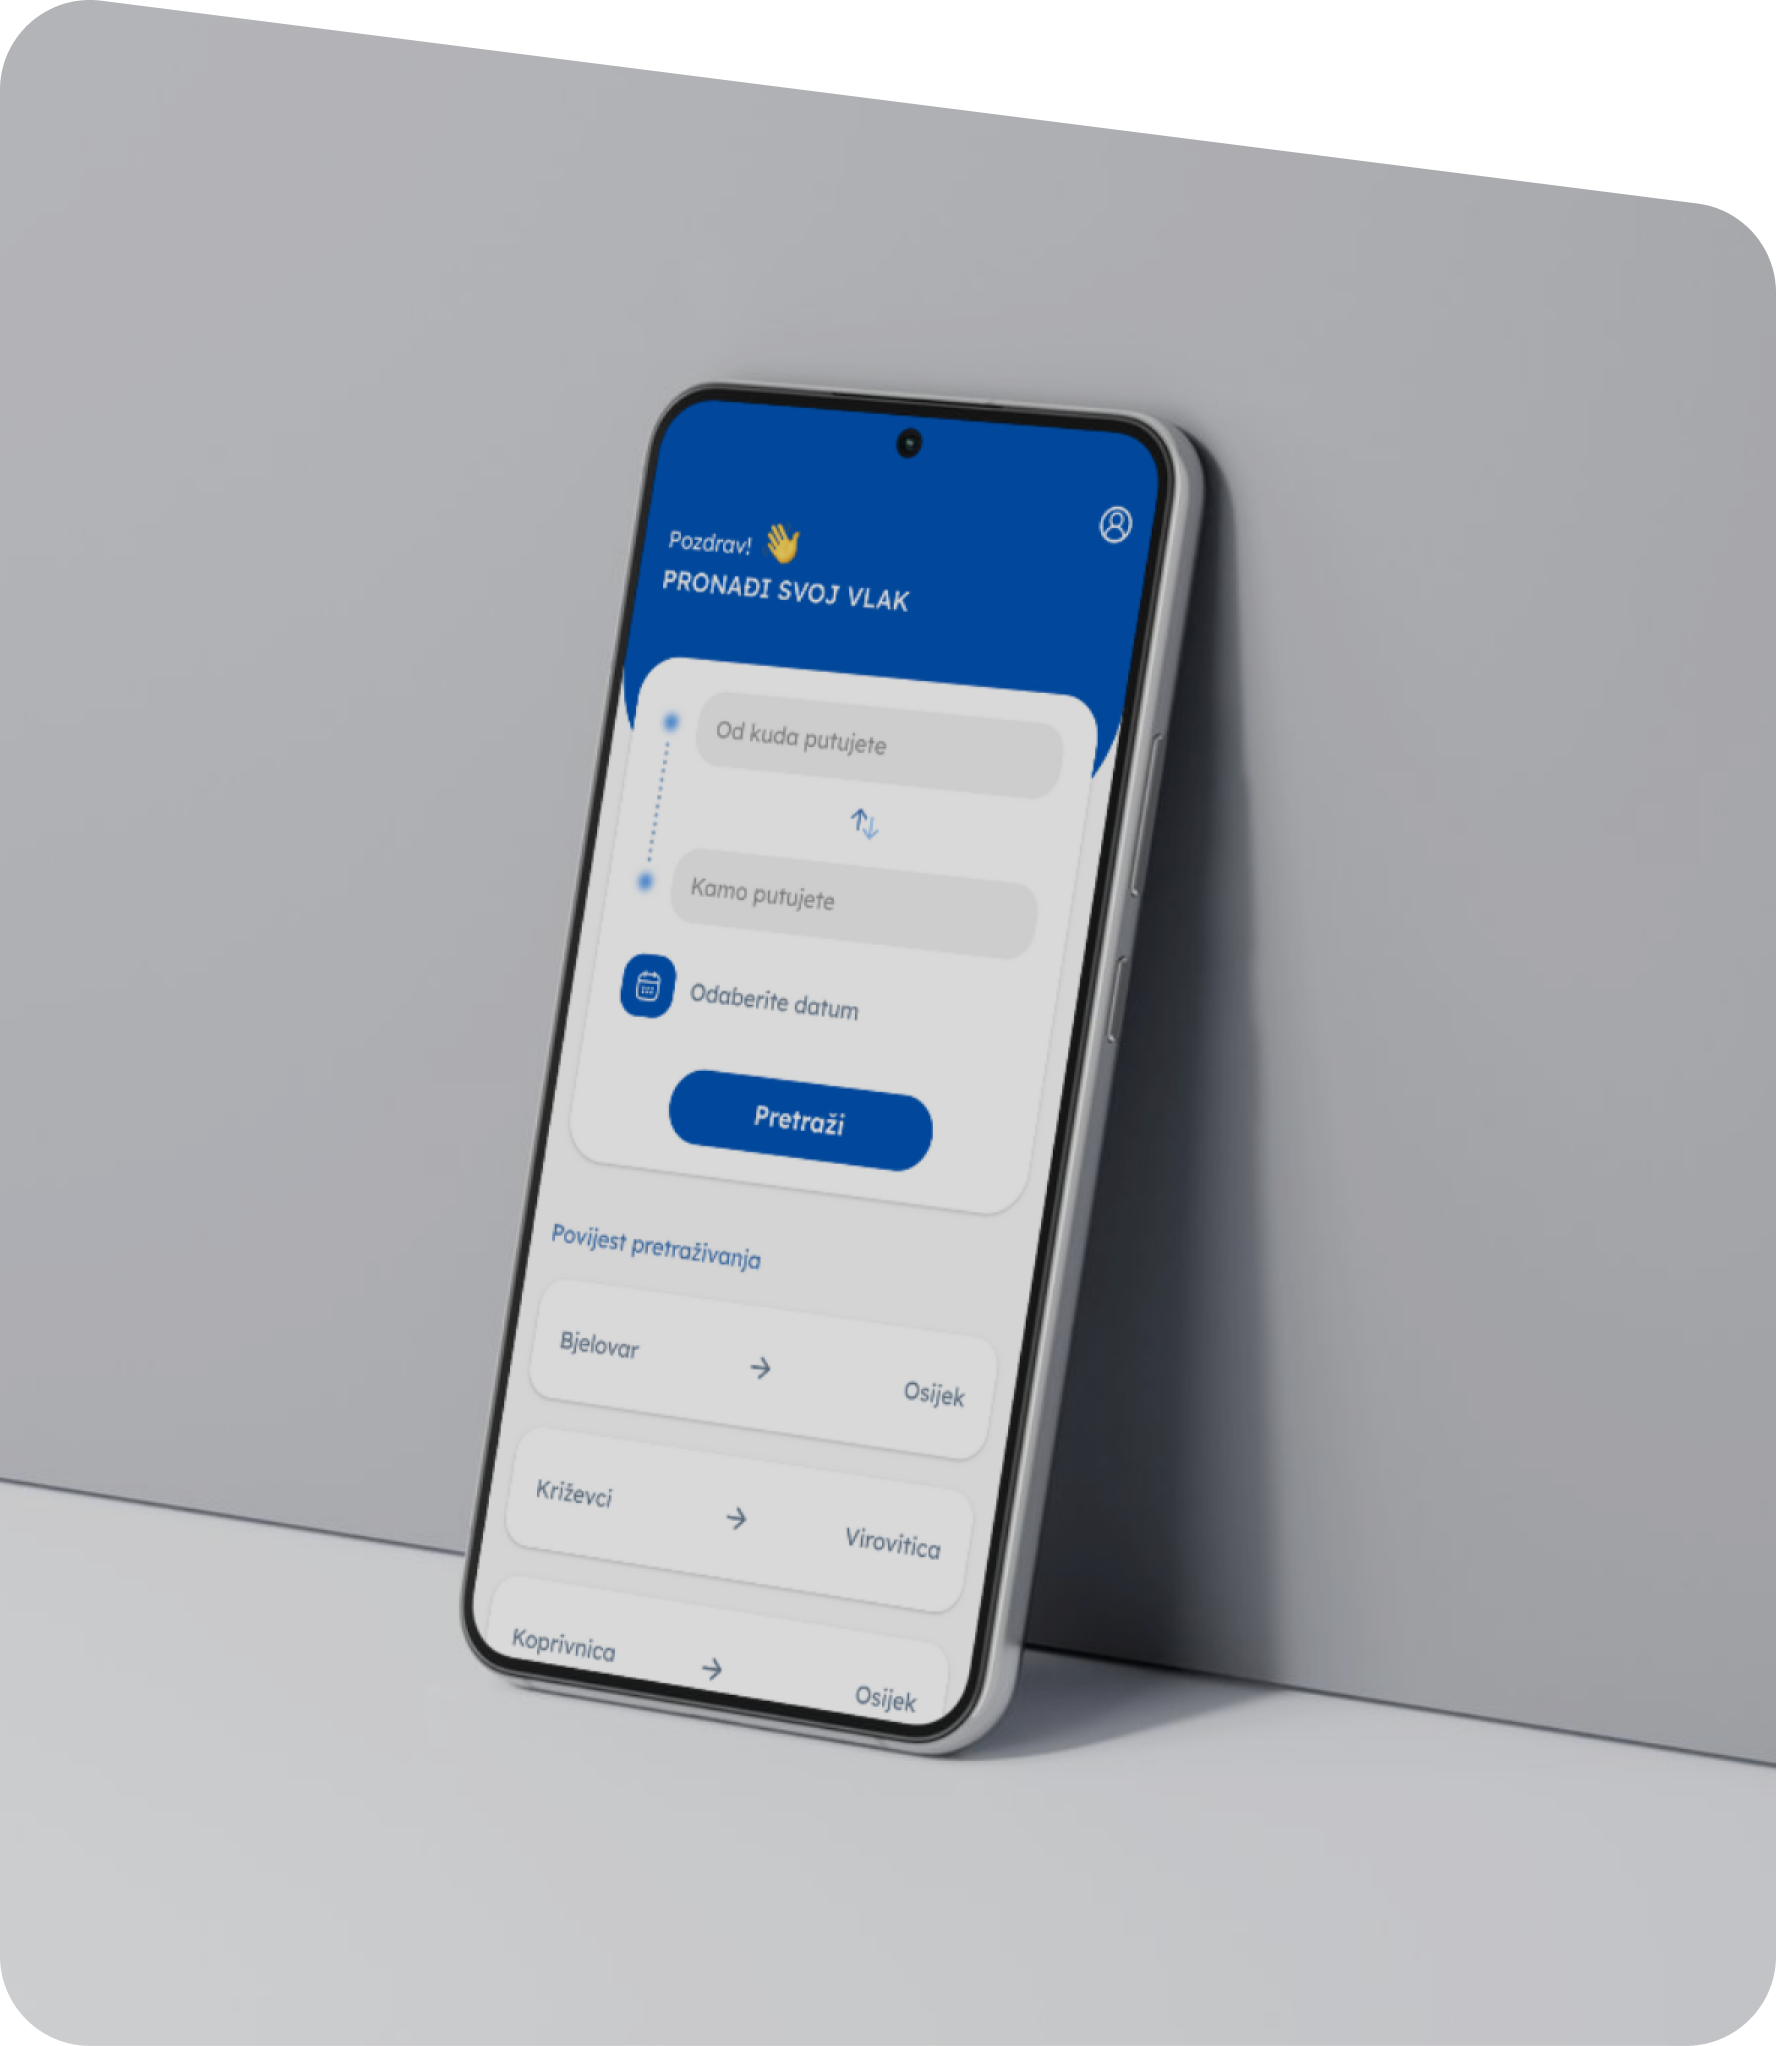 Pozdrav! 👋
PRONAĐI SVOJ VLAK
Od kuda putujete
Kamo putujete
Odaberite datum
Pretraži
Povijest pretraživanja
Bjelovar → Osijek
Križevci → Virovitica
Koprivnica → Osijek